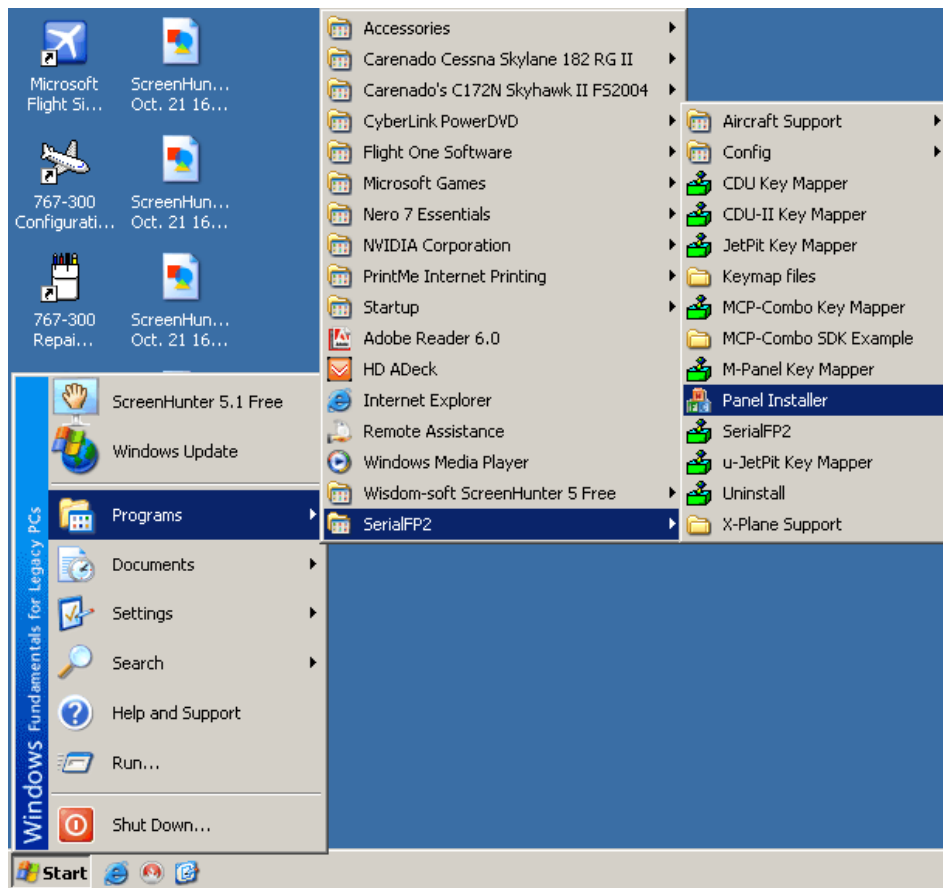 Microsoft
Flight Si...
ScreenHun...
Oct. 21 16...
767-300
Configurati...
ScreenHun...
Oct. 21 16...
767-300
Repai...
ScreenHun...
Oct. 21 16...
Windows Fundamentals for Legacy PCs
ScreenHunter 5.1 Free
Windows Update
Programs
Documents
Settings
Search
Help and Support
Run...
Shut Down...
Start
Accessories
Carenado Cessna Skylane 182 RG II
Carenado's C172N Skyhawk II FS2004
CyberLink PowerDVD
Flight One Software
Microsoft Games
Nero 7 Essentials
NVIDIA Corporation
PrintMe Internet Printing
Startup
Adobe Reader 6.0
HD ADeck
Internet Explorer
Remote Assistance
Windows Media Player
Wisdom-soft ScreenHunter 5 Free
SerialFP2
Aircraft Support
Config
CDU Key Mapper
CDU-II Key Mapper
JetPit Key Mapper
Keymap files
MCP-Combo Key Mapper
MCP-Combo SDK Example
M-Panel Key Mapper
Panel Installer
SerialFP2
u-JetPit Key Mapper
Uninstall
X-Plane Support